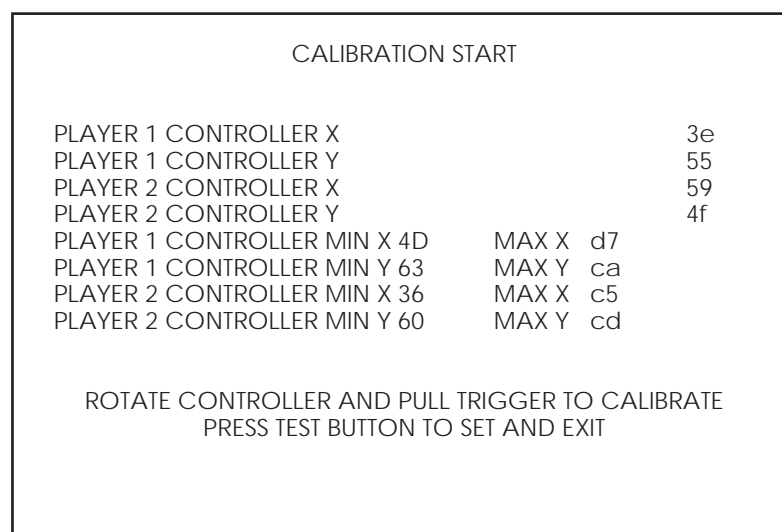 CALIBRATION START
PLAYER 1 CONTROLLER X 3e
PLAYER 1 CONTROLLER Y 55
PLAYER 2 CONTROLLER X 59
PLAYER 2 CONTROLLER Y 4f
PLAYER 1 CONTROLLER MIN X 4D MAX X d7
PLAYER 1 CONTROLLER MIN Y 63 MAX Y ca
PLAYER 2 CONTROLLER MIN X 36 MAX X c5
PLAYER 2 CONTROLLER MIN Y 60 MAX Y cd
ROTATE CONTROLLER AND PULL TRIGGER TO CALIBRATE
PRESS TEST BUTTON TO SET AND EXIT